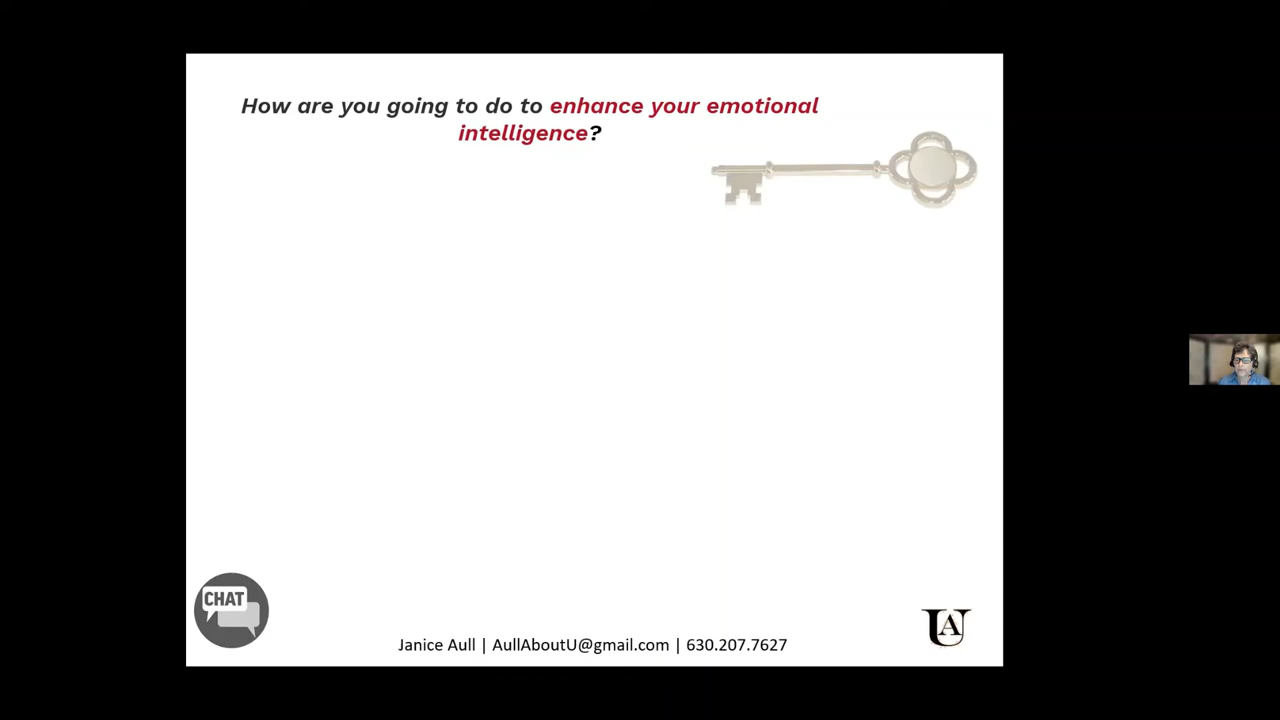 How are you going to do to enhance your emotional
intelligence?
CHAT
Janice Aull | AullAboutU@gmail.com | 630.207.7627
UA